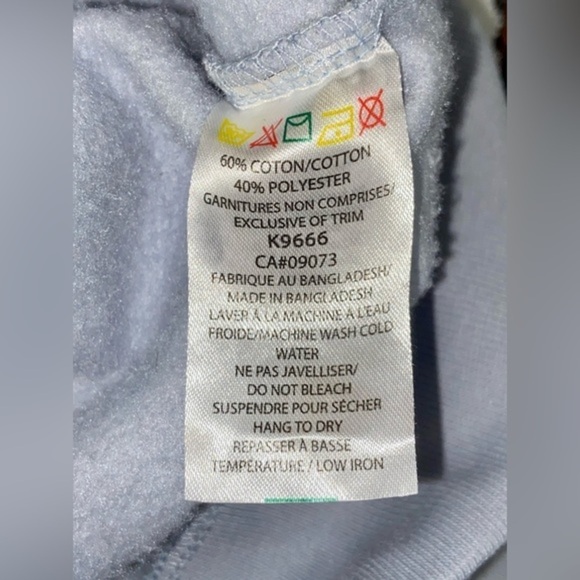 60% COTON/COTTON
40% POLYESTER
GARNITURES NON COMPRISES/
EXCLUSIVE OF TRIM
K9666
CA#09073
FABRIQUE AU BANGLADESH/
MADE IN BANGLADESH
LAVER À LA MACHINE À L'EAU
FROIDE/MACHINE WASH COLD
WATER
NE PAS JAVELLISER/
DO NOT BLEACH
SUSPENDRE POUR SÉCHER
HANG TO DRY
REPASSER À BASSE
TEMPÉRATURE / LOW IRON